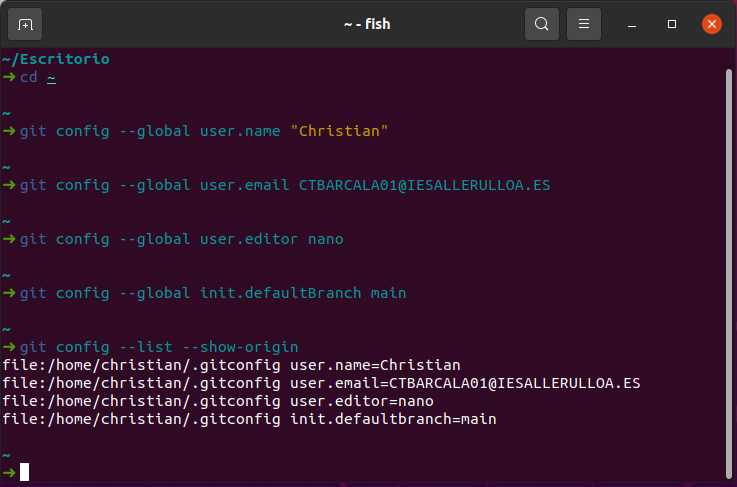 ~ - fish
~/Escritorio
➜ cd ~
~
➜ git config --global user.name "Christian"
~
➜ git config --global user.email CTBARCALA01@IESALLERULLOA.ES
~
➜ git config --global user.editor nano
~
➜ git config --global init.defaultBranch main
~
➜ git config --list --show-origin
file:/home/christian/.gitconfig user.name=Christian
file:/home/christian/.gitconfig user.email=CTBARCALA01@IESALLERULLOA.ES
file:/home/christian/.gitconfig user.editor=nano
file:/home/christian/.gitconfig init.defaultbranch=main
~
➜